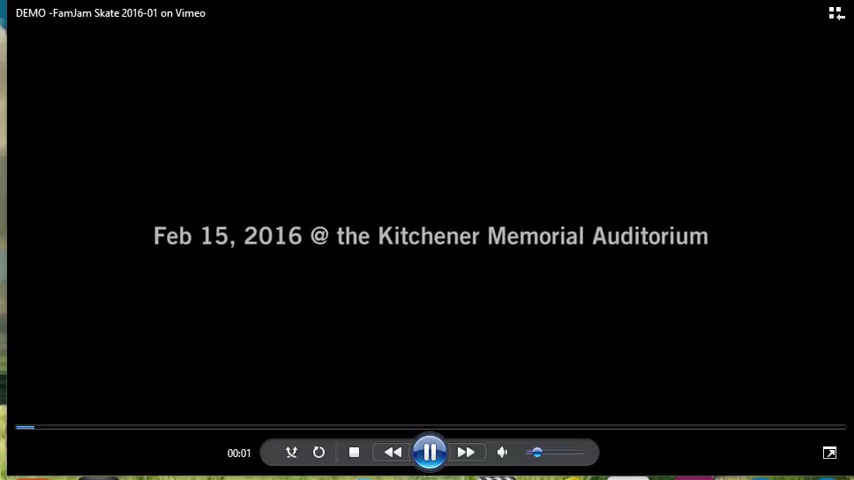 DEMO -FamJam Skate 2016-01 on Vimeo
Feb 15, 2016 @ the Kitchener Memorial Auditorium
00:01